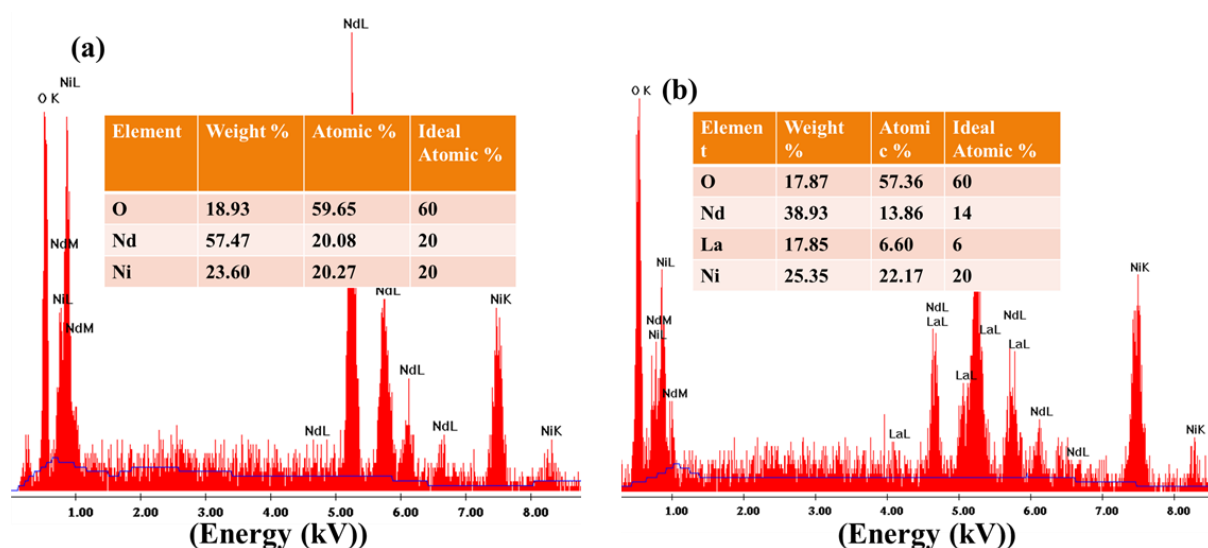 (a)
NdL
NiL
O K
Element Weight % Atomic % Ideal
Atomic %
O 18.93 59.65 60
Nd 57.47 20.08 20
Ni 23.60 20.27 20
NdM
NiL
NdM
NdL
NiK
NdL
NdL
NdL
NiK
1.00 2.00 3.00 4.00 5.00 6.00 7.00 8.00
(Energy (kV)
(b)
O K
Elemen Weight Atomi Ideal
t % c % Atomic %
O 17.87 57.36 60
Nd 38.93 13.86 14
La 17.85 6.60 6
Ni 25.35 22.17 20
NiL
NdM
NiL
NdM
LaL
NdL
LaL
LaL
LaL
NdL
LaL
NdL
NdL
NiK
NiK
1.00 2.00 3.00 4.00 5.00 6.00 7.00 8.00
(Energy (kV)